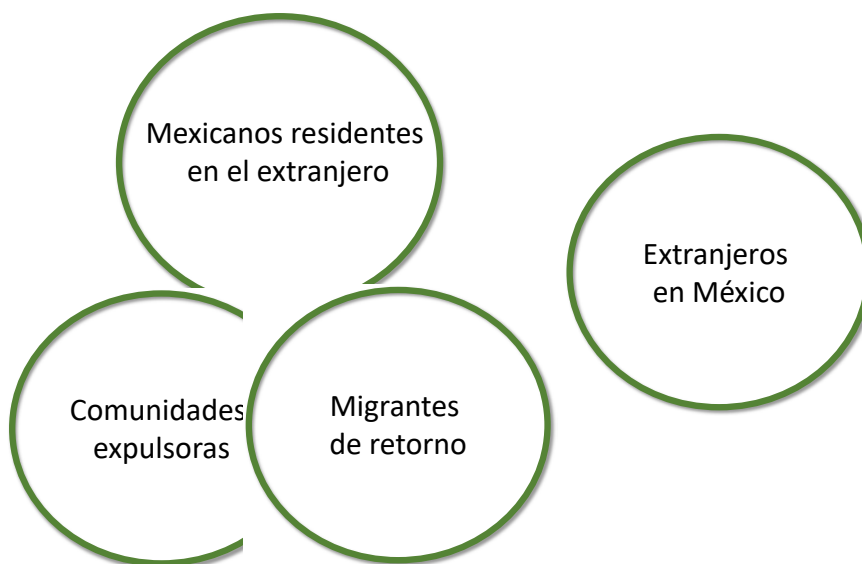 Mexicanos residentes
en el extranjero
Extranjeros
en México
Comunidades
expulsoras
Migrantes
de retorno